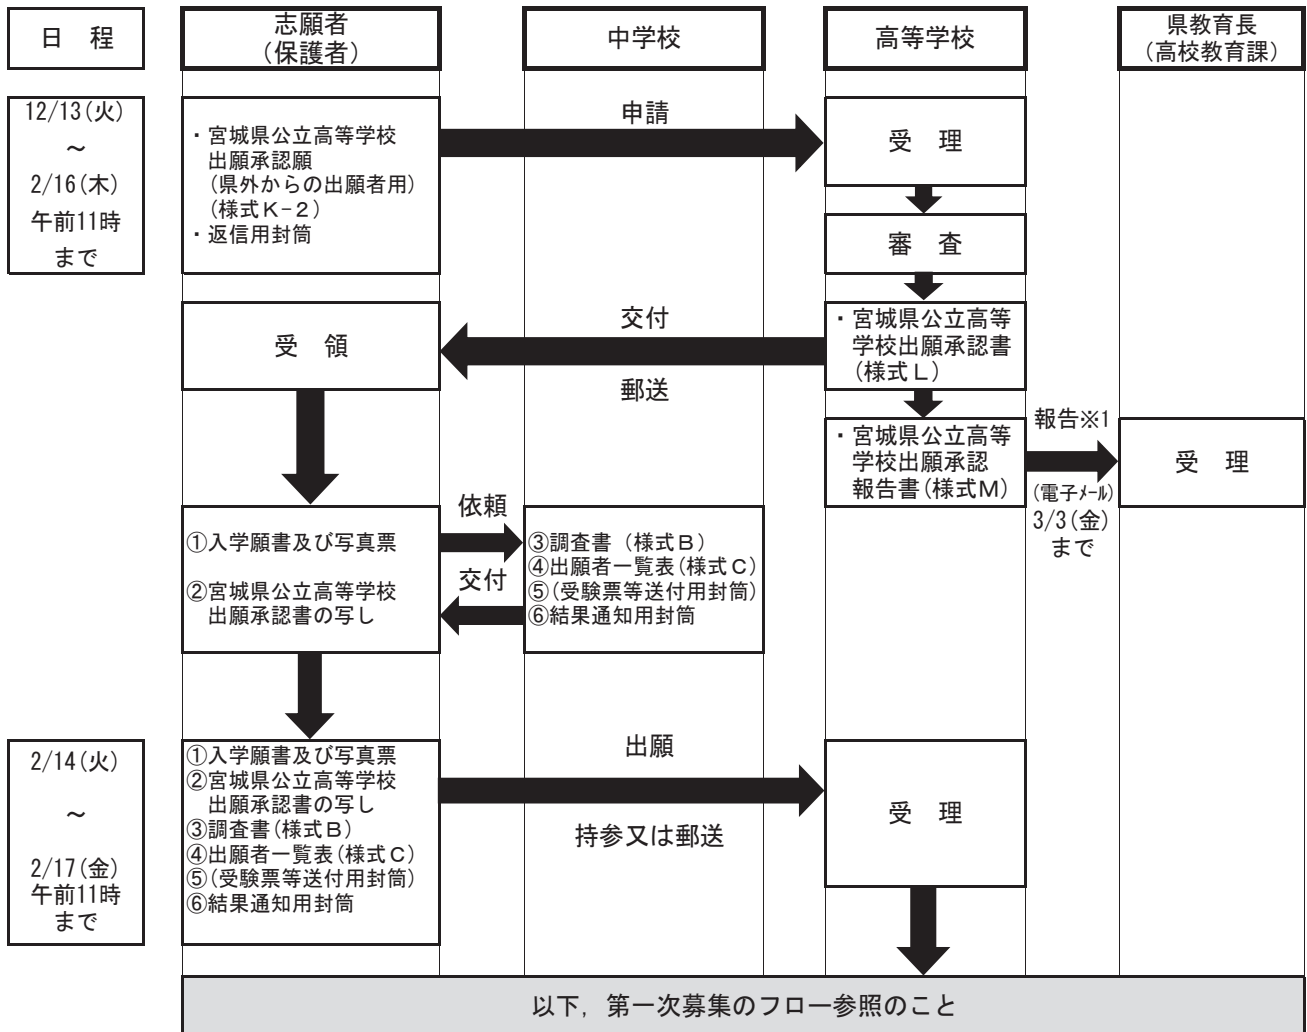 日　程
志願者
（保護者）
中学校
高等学校
県教育長
（高校教育課）
12/13(火)
～
2/16(木)
午前11時
まで
・宮城県公立高等学校
出願承認願
(県外からの出願者用)
(様式Ｋ-２)
・返信用封筒
申請
受　理
審　査
受　領
交付
郵送
・宮城県公立高等
学校出願承認書
(様式Ｌ)
・宮城県公立高等
学校出願承認
報告書(様式Ｍ)
報告※1
(電子ﾒｰﾙ)
3/3(金)
まで
受　理
①入学願書及び写真票
②宮城県公立高等学校
出願承認書の写し
依頼
交付
③調査書（様式Ｂ）
④出願者一覧表(様式Ｃ)
⑤(受験票等送付用封筒)
⑥結果通知用封筒
2/14(火)
～
2/17(金)
午前11時
まで
①入学願書及び写真票
②宮城県公立高等学校
出願承認書の写し
③調査書(様式Ｂ)
④出願者一覧表(様式Ｃ)
⑤(受験票等送付用封筒)
⑥結果通知用封筒
出願
持参又は郵送
受　理
以下，第一次募集のフロー参照のこと